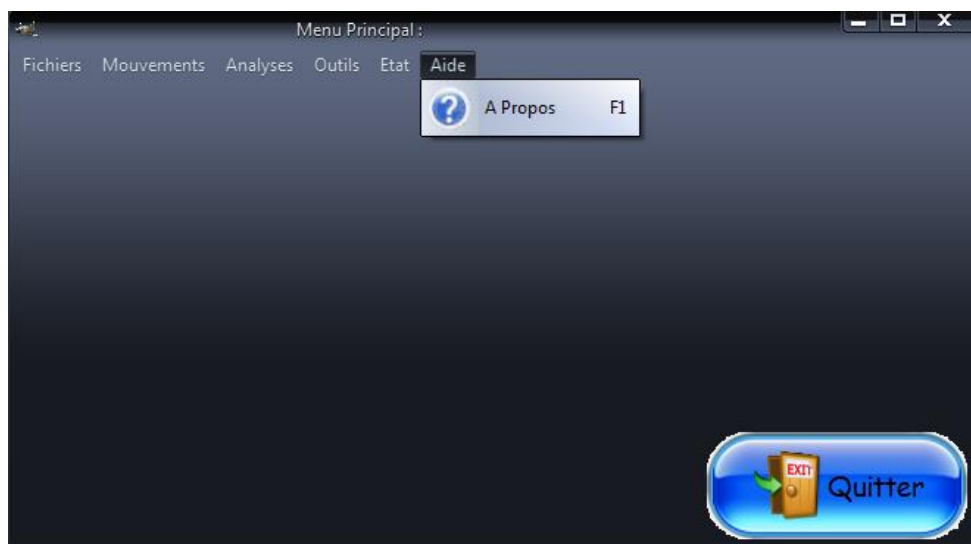 Menu Principal :
Fichiers Mouvements Analyses Outils Etat Aide
A Propos F1
EXIT
Quitter